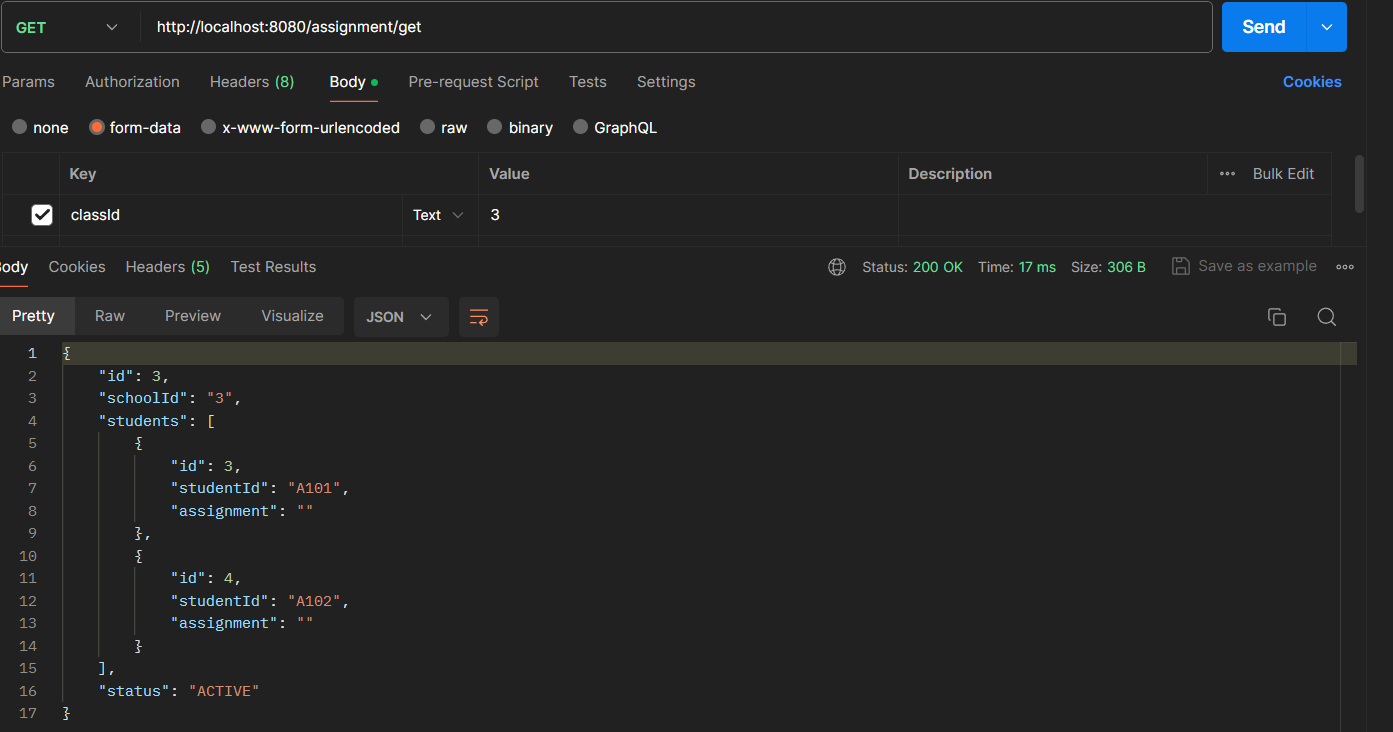 GET http://localhost:8080/assignment/get Send
Params Authorization Headers (8) Body Pre-request Script Tests Settings Cookies
none form-data x-www-form-urlencoded raw binary GraphQL
Key Value Description Bulk Edit
classId Text 3
Body Cookies Headers (5) Test Results Status: 200 OK Time: 17 ms Size: 306 B Save as example
Pretty Raw Preview Visualize JSON
1 {
2 "id": 3,
3 "schoolId": "3",
4 "students": [
5 {
6 "id": 3,
7 "studentId": "A101",
8 "assignment": ""
9 },
10 {
11 "id": 4,
12 "studentId": "A102",
13 "assignment": ""
14 }
15 ],
16 "status": "ACTIVE"
17 }